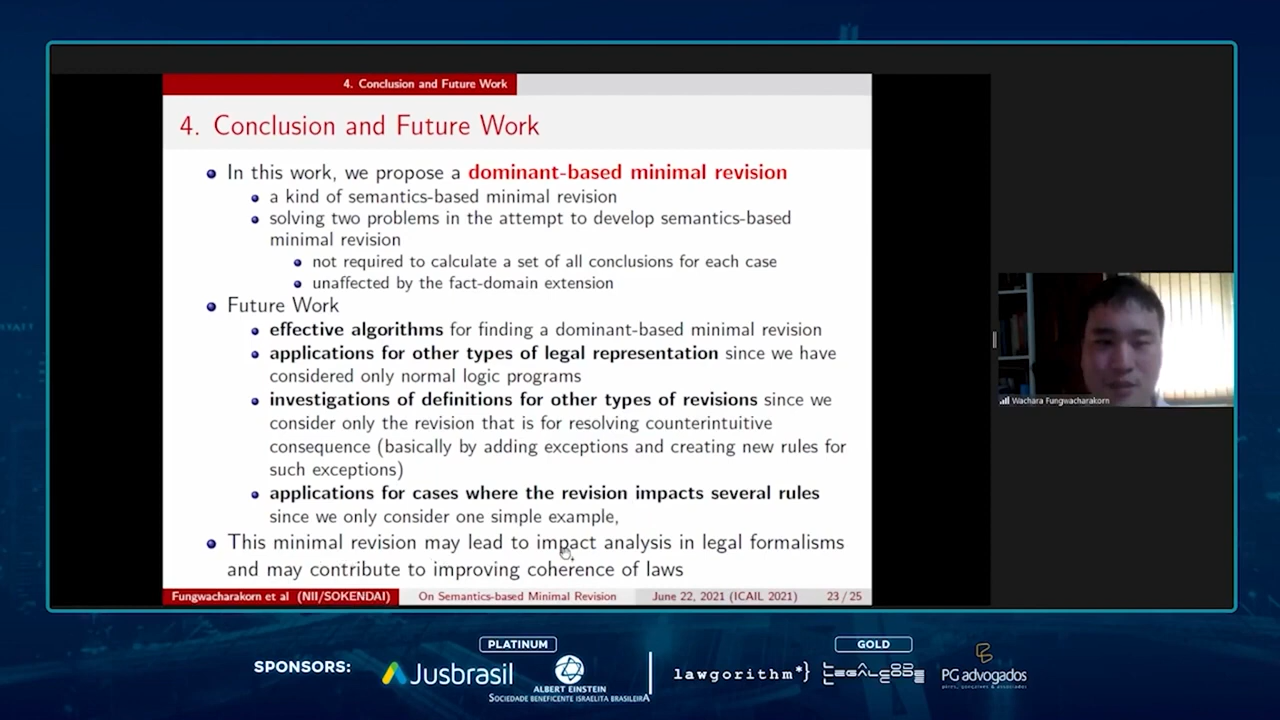 4. Conclusion and Future Work
4. Conclusion and Future Work
In this work, we propose a dominant-based minimal revision
a kind of semantics-based minimal revision
solving two problems in the attempt to develop semantics-based
minimal revision
not required to calculate a set of all conclusions for each case
unaffected by the fact-domain extension
Future Work
effective algorithms for finding a dominant-based minimal revision
applications for other types of legal representation since we have
considered only normal logic programs
investigations of definitions for other types of revisions since we
consider only the revision that is for resolving counterintuitive
consequence (basically by adding exceptions and creating new rules for
such exceptions)
applications for cases where the revision impacts several rules
since we only consider one simple example,
This minimal revision may lead to impact analysis in legal formalisms
and may contribute to improving coherence of laws
Fungwacharakorn et al (NII/SOKENDAI) On Semantics-based Minimal Revision June 22, 2021 (ICAIL 2021) 23 / 25
Wachara Fungwacharakorn
SPONSORS:
PLATINUM
Jusbrasil
ALBERT EINSTEIN
SOCIEDADE BENEFICENTE ISRAELITA BRASILEIRA
GOLD
lawgorithm*}
LEGALCODE
PG advogados